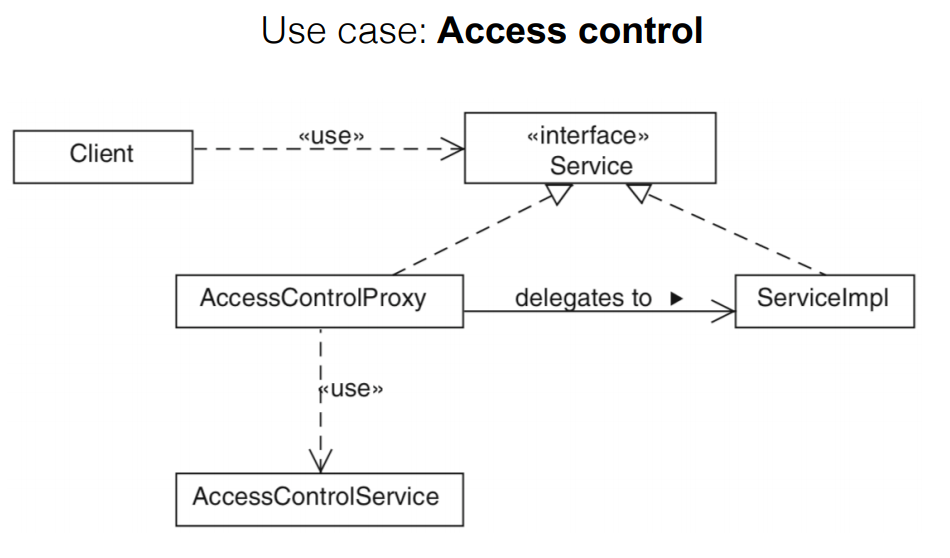 Use case: Access control
Client
«use»
«interface»
Service
AccessControlProxy
delegates to ►
ServiceImpl
«use»
AccessControlService